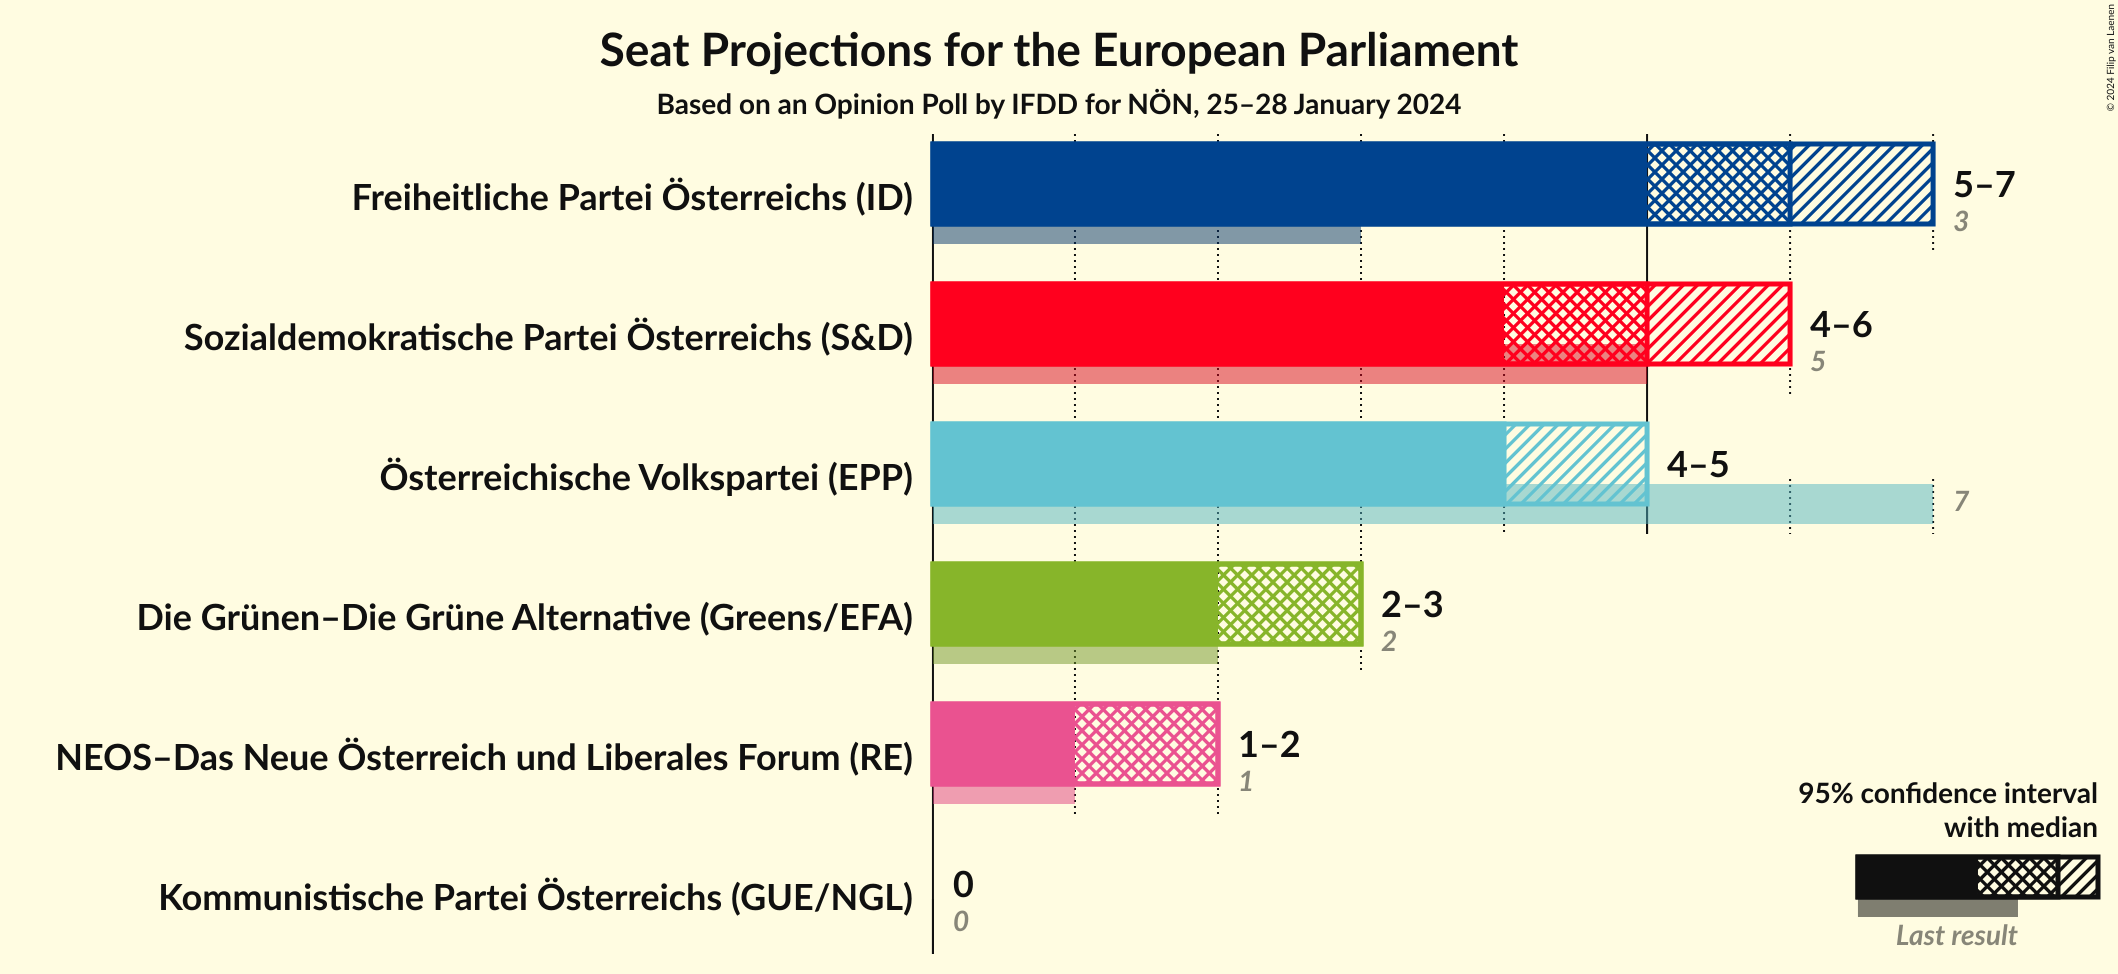 Seat Projections for the European Parliament
Based on an Opinion Poll by IFDD for NÖN, 25–28 January 2024
© 2024 Filip van Laenen
Freiheitliche Partei Österreichs (ID)
5–7
3
Sozialdemokratische Partei Österreichs (S&D)
4–6
5
Österreichische Volkspartei (EPP)
4–5
7
Die Grünen–Die Grüne Alternative (Greens/EFA)
2–3
2
NEOS–Das Neue Österreich und Liberales Forum (RE)
1–2
1
Kommunistische Partei Österreichs (GUE/NGL)
0
0
95% confidence interval
with median
Last result